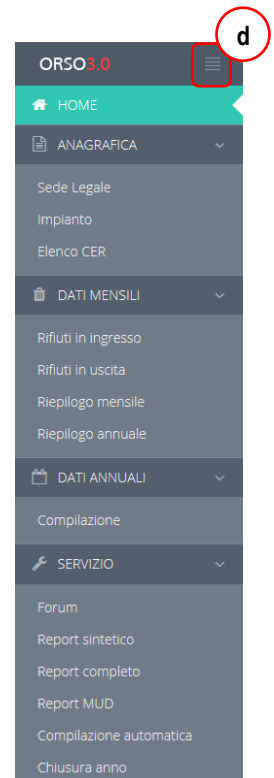 d
ORSO3.0
HOME
ANAGRAFICA
Sede Legale
Impianto
Elenco CER
DATI MENSILI
Rifiuti in ingresso
Rifiuti in uscita
Riepilogo mensile
Riepilogo annuale
DATI ANNUALI
Compilazione
SERVIZIO
Forum
Report sintetico
Report completo
Report MUD
Compilazione automatica
Chiusura anno